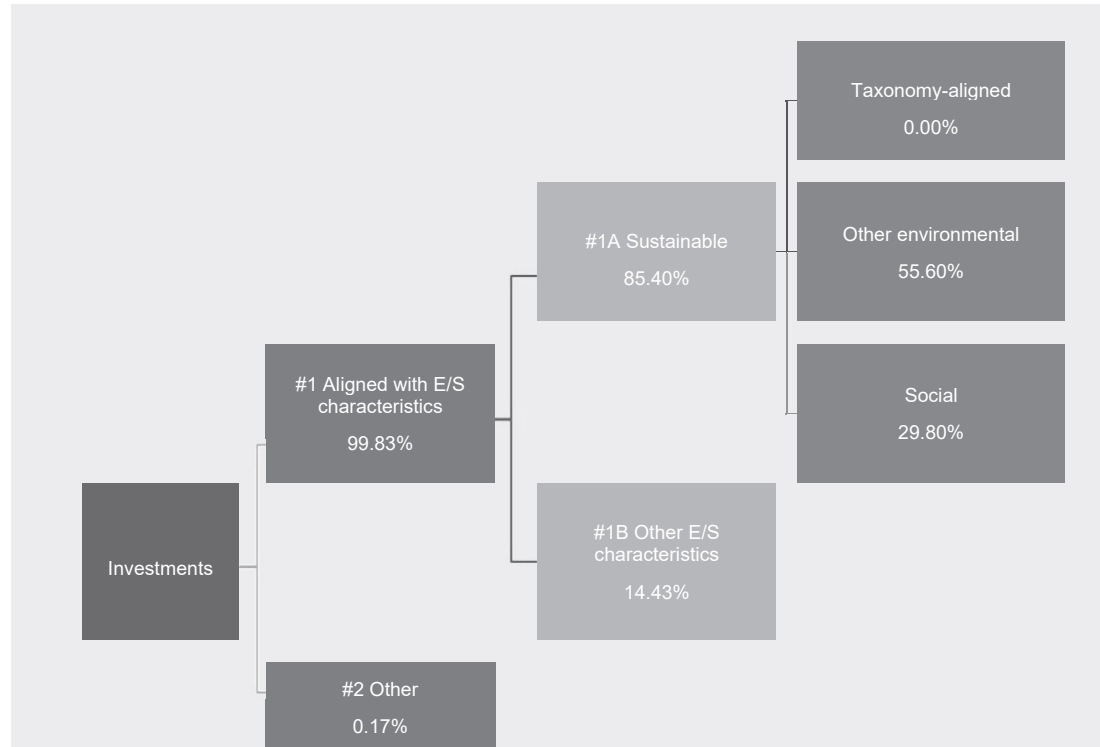 Taxonomy-aligned
0.00%
#1A Sustainable
85.40%
Other environmental
55.60%
#1 Aligned with E/S
characteristics
99.83%
Social
29.80%
Investments
#1B Other E/S
characteristics
14.43%
#2 Other
0.17%